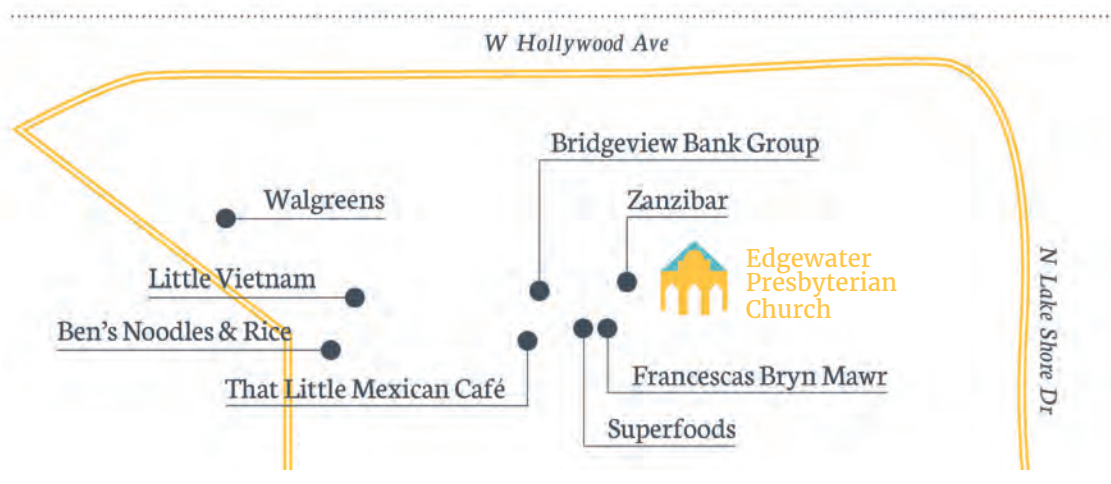 W Hollywood Ave
Bridgeview Bank Group
Walgreens
Zanzibar
Little Vietnam
Edgewater
Presbyterian
Church
Ben's Noodles & Rice
That Little Mexican Café
Francescas Bryn Mawr
Superfoods
N Lake Shore Dr